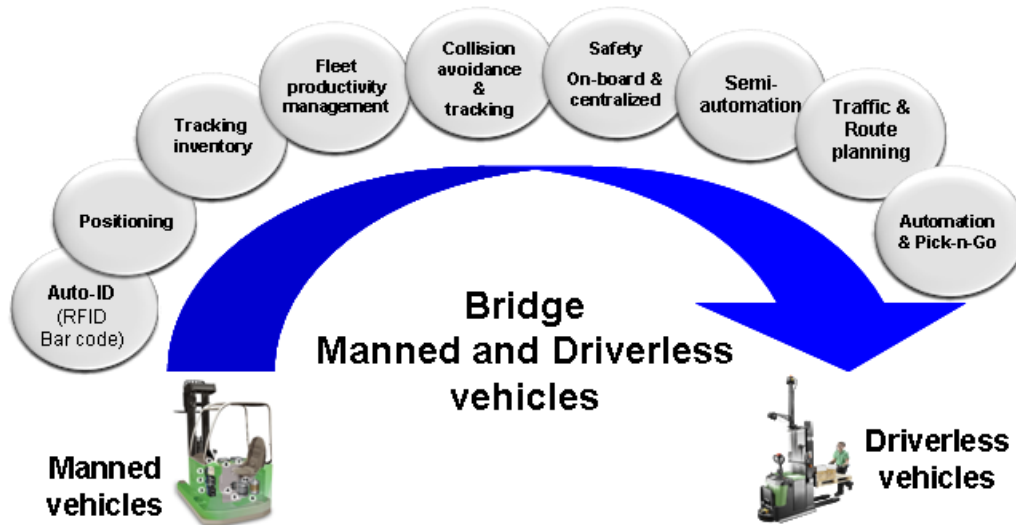 Auto-ID
(RFID
Bar code)
Positioning
Tracking
inventory
Fleet
productivity
management
Collision
avoidance
&
tracking
Safety
On-board &
centralized
Semi-
automation
Traffic &
Route
planning
Automation
& Pick-n-Go
Bridge
Manned and Driverless
vehicles
Manned
vehicles
Driverless
vehicles